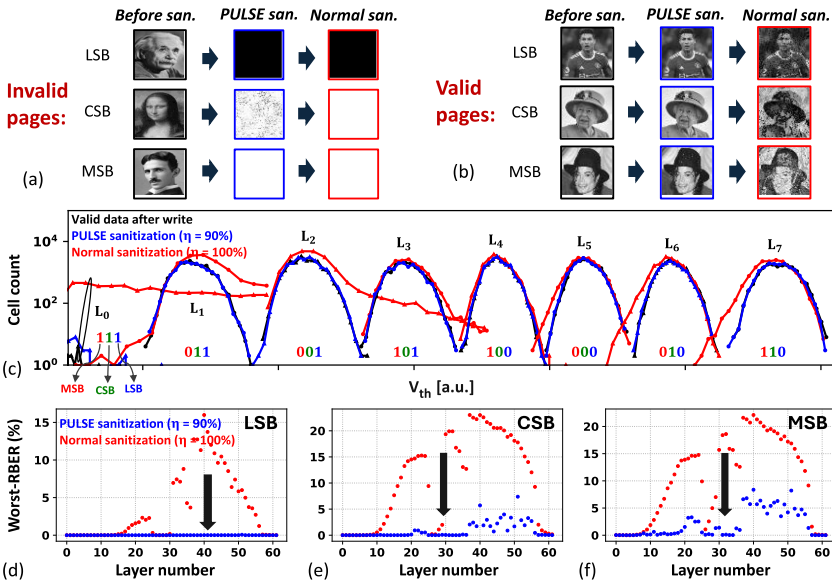 Before san. PULSE san. Normal san.
LSB
Invalid pages:
CSB
MSB
(a)
Before san. PULSE san. Normal san.
LSB
Valid pages:
CSB
MSB
(b)
Valid data after write
PULSE sanitization (η = 90%)
Normal sanitization (η = 100%)
Cell count
10⁴
10²
10⁰
L₀ L₁ L₂ L₃ L₄ L₅ L₆ L₇
111 011 001 101 100 000 010 110
MSB CSB LSB
(c)
Vth [a.u.]
PULSE sanitization (η = 90%)
Normal sanitization (η = 100%)
LSB
Worst-RBER (%)
15
10
5
0
0 10 20 30 40 50 60
(d) Layer number
CSB
20
15
10
5
0
0 10 20 30 40 50 60
(e) Layer number
MSB
20
15
10
5
0
0 10 20 30 40 50 60
(f) Layer number